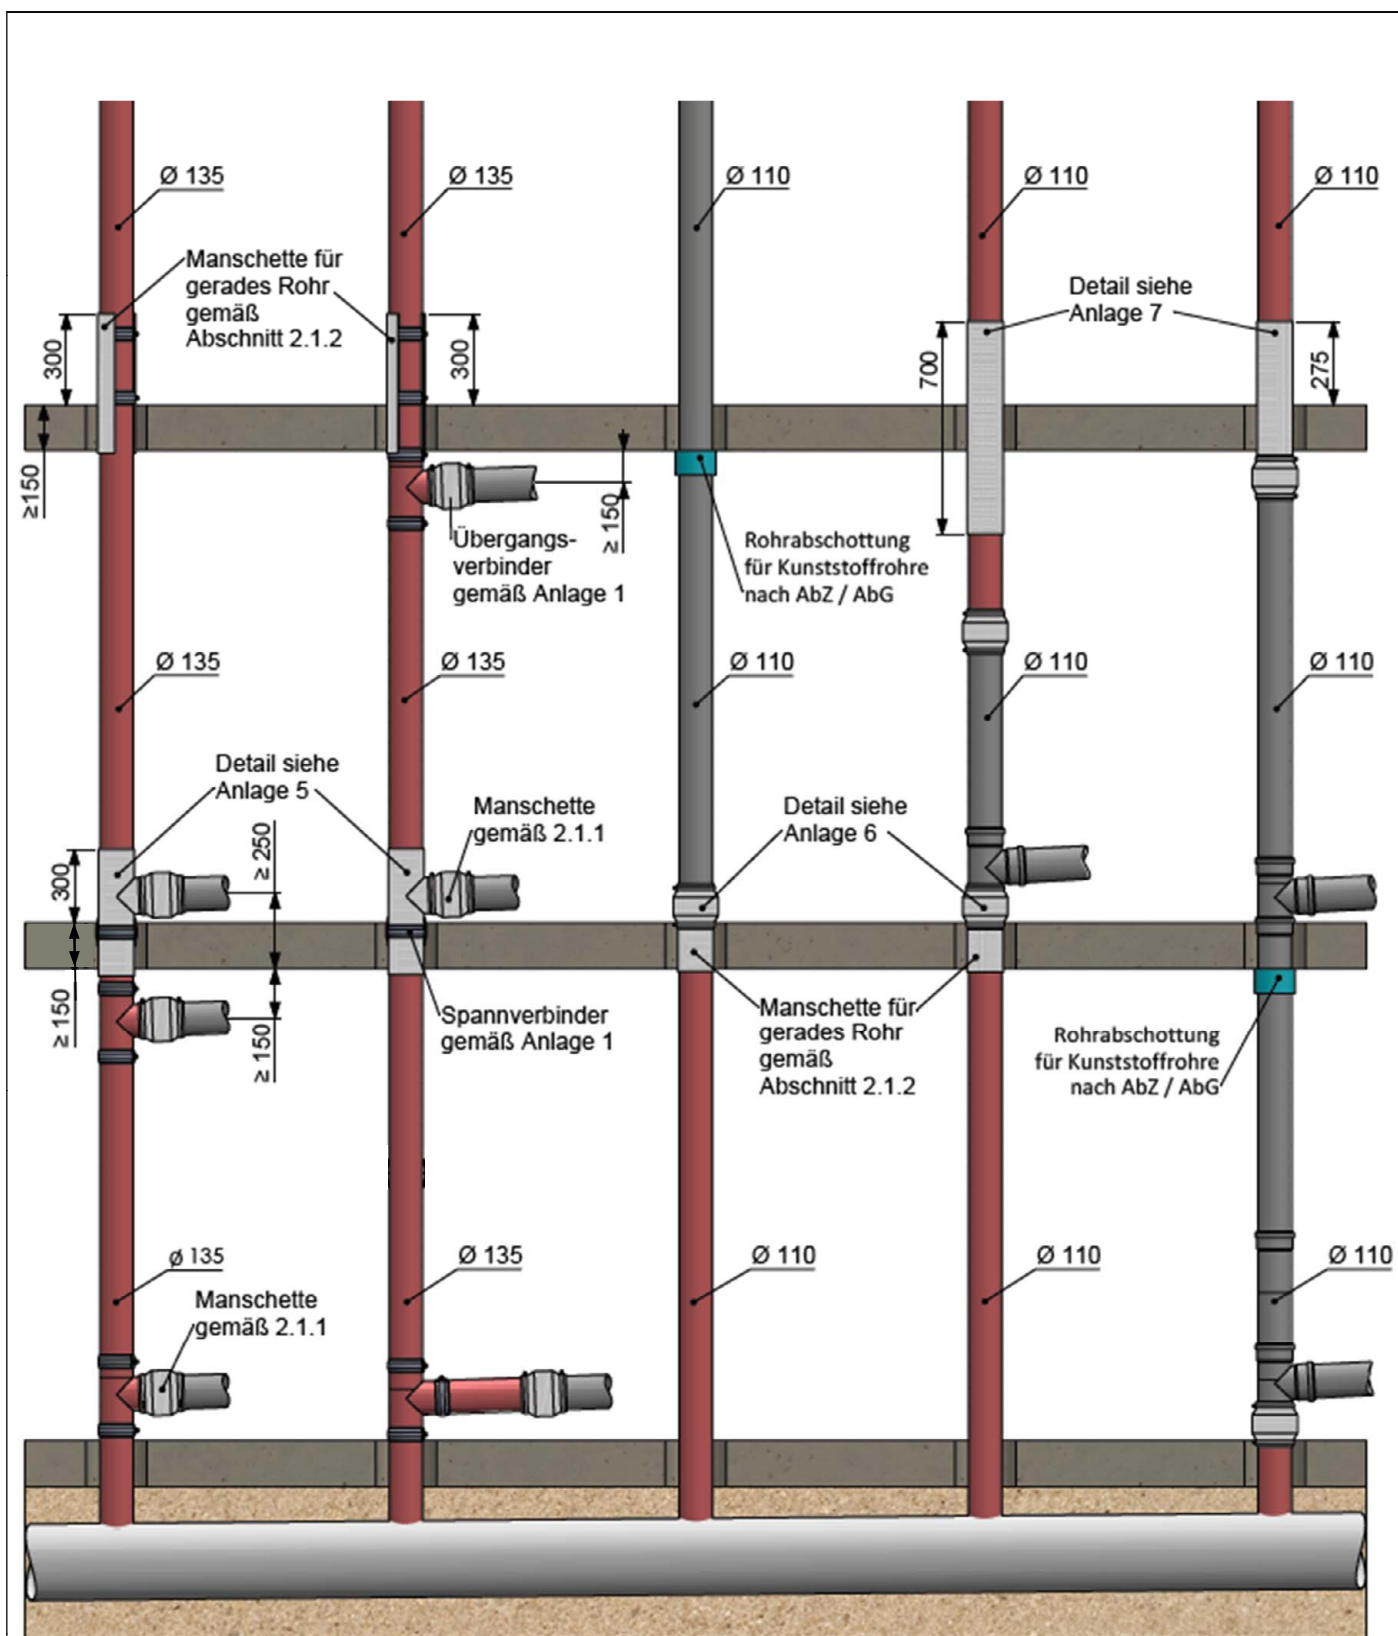 Ø 135
Ø 135
Ø 110
Ø 110
Ø 110
Manschette für
gerades Rohr
gemäß
Abschnitt 2.1.2
Detail siehe
Anlage 7
300
300
700
275
≥150
≥ 150
Übergangs-
verbinder
gemäß Anlage 1
Rohrabschottung
für Kunststoffrohre
nach AbZ / AbG
Ø 135
Ø 135
Ø 110
Ø 110
Ø 110
Detail siehe
Anlage 5
Manschette
gemäß 2.1.1
Detail siehe
Anlage 6
300
≥ 250
≥ 150
≥ 150
Spannverbinder
gemäß Anlage 1
Manschette für
gerades Rohr
gemäß
Abschnitt 2.1.2
Rohrabschottung
für Kunststoffrohre
nach AbZ / AbG
ø 135
Ø 135
Ø 110
Ø 110
Ø 110
Manschette
gemäß 2.1.1